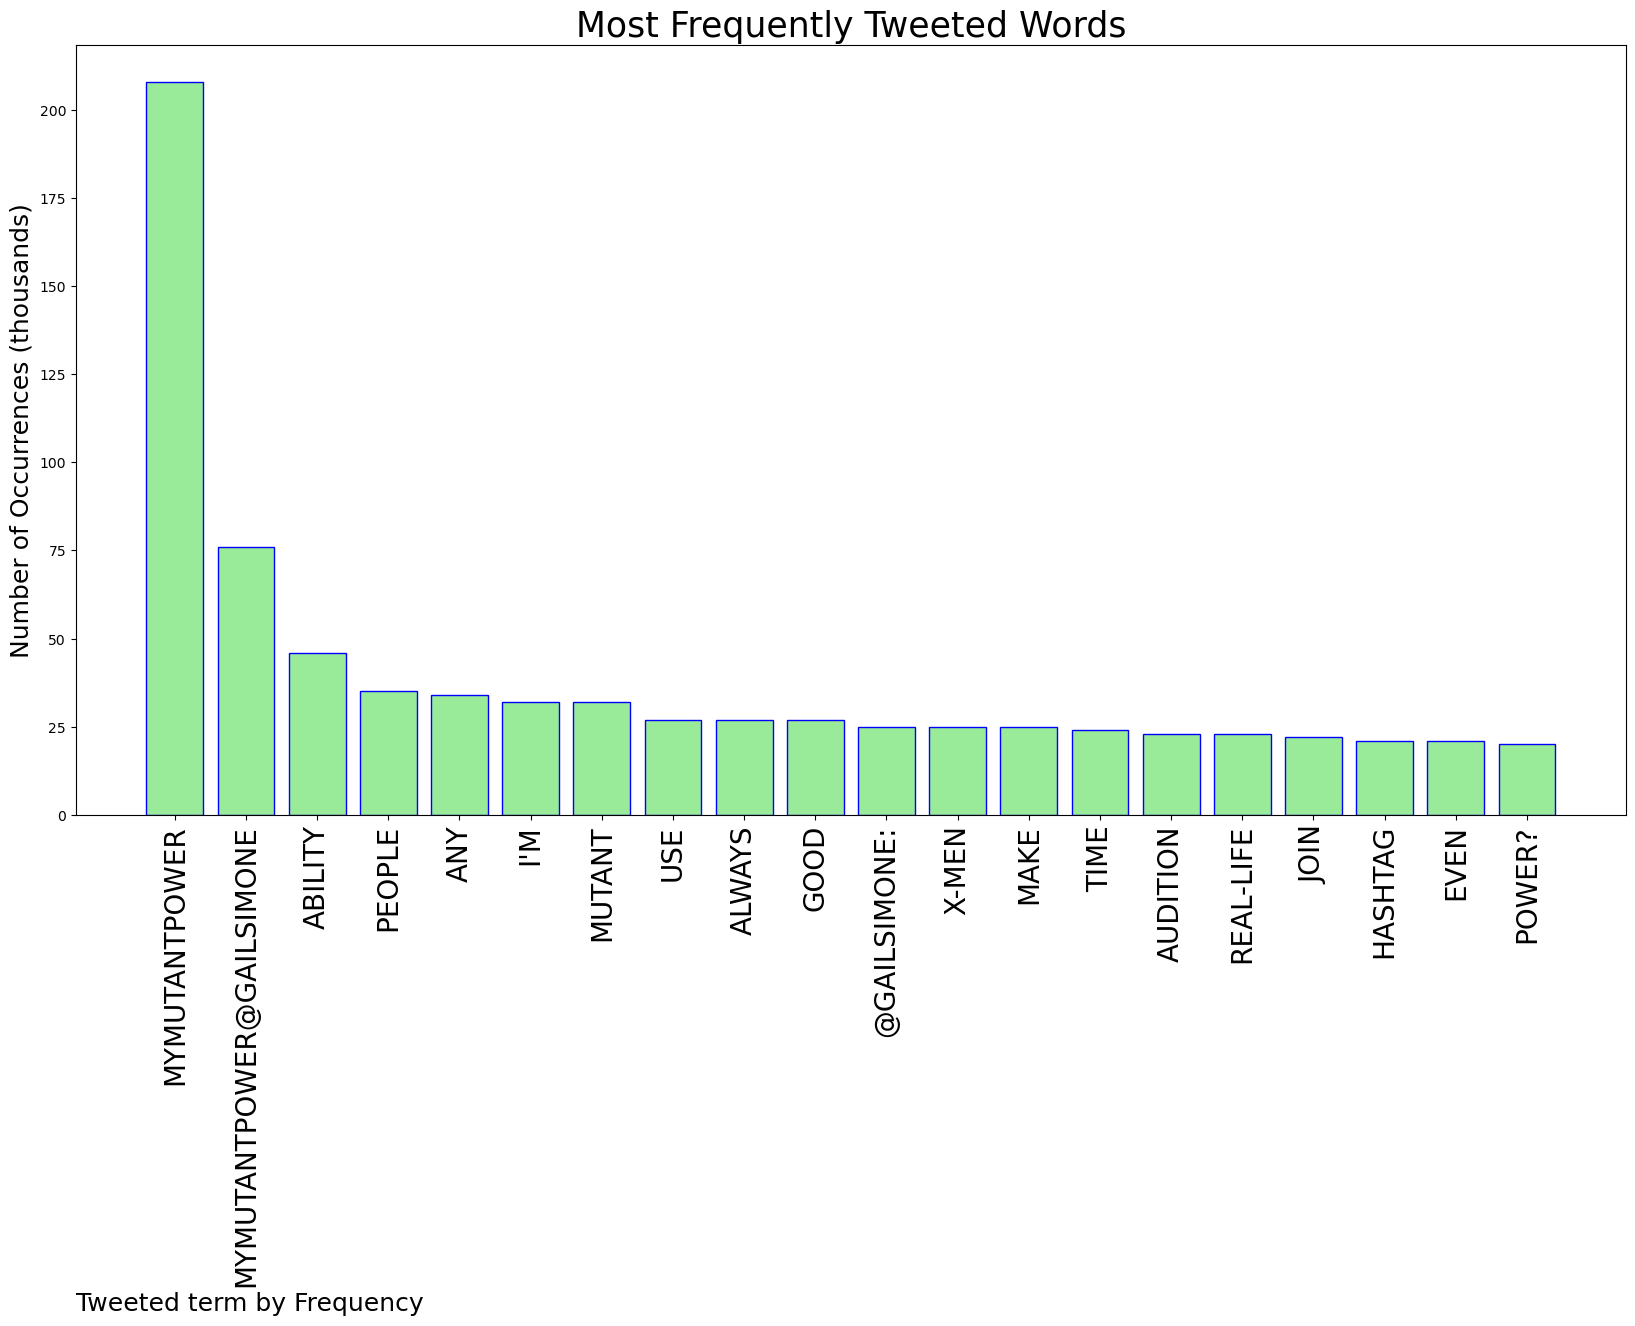 Most Frequently Tweeted Words
Number of Occurrences (thousands)
200
175
150
125
100
75
50
25
0
MYMUTANTPOWER
MYMUTANTPOWER@GAILSIMONE
ABILITY
PEOPLE
ANY
I'M
MUTANT
USE
ALWAYS
GOOD
@GAILSIMONE:
X-MEN
MAKE
TIME
AUDITION
REAL-LIFE
JOIN
HASHTAG
EVEN
POWER?
Tweeted term by Frequency